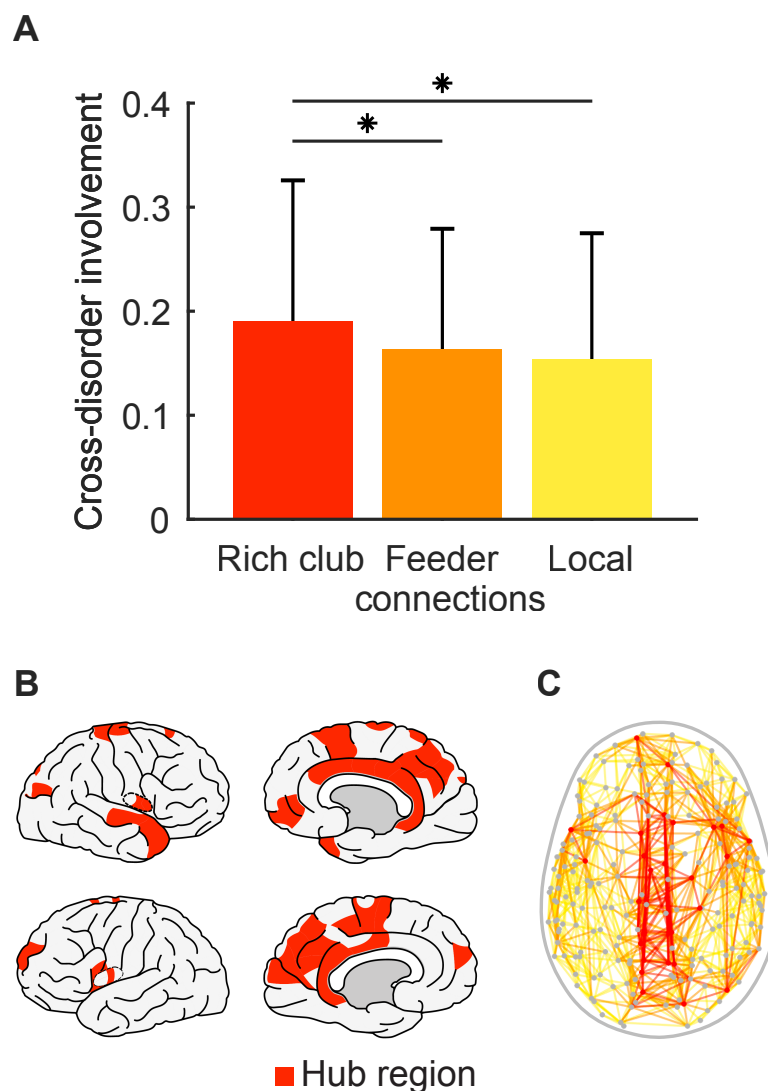 A
Cross-disorder involvement
0.4
0.3
0.2
0.1
0
*
*
Rich club
Feeder
connections
Local
B
C
Hub region